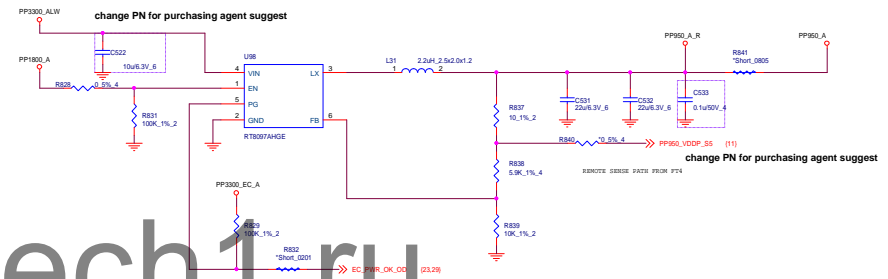 PP3300_ALW
change PN for purchasing agent suggest
PP950_A_R
PP950_A
C522
10u/6.3V_6
PP1800_A
U98
L31
2.2uH_2.5x2.0x1.2
R841
*Short_0805
4
VIN
LX
3
1
2
R828
0_5%_4
1
EN
5
PG
2
GND
FB
6
RT8097AHGE
R831
100K_1%_2
R837
10_1%_2
C531
22u/6.3V_6
C532
22u/6.3V_6
C533
0.1u/50V_4
R840
*0_5%_4
PP950_VDDP_S5 (11)
change PN for purchasing agent suggest
R838
5.9K_1%_4
REMOTE SENSE PATH FROM FT4
PP3300_EC_A
R829
100K_1%_2
R839
10K_1%_2
R832
*Short_0201
EC_PWR_OK_OD (23,29)
ech1.ru